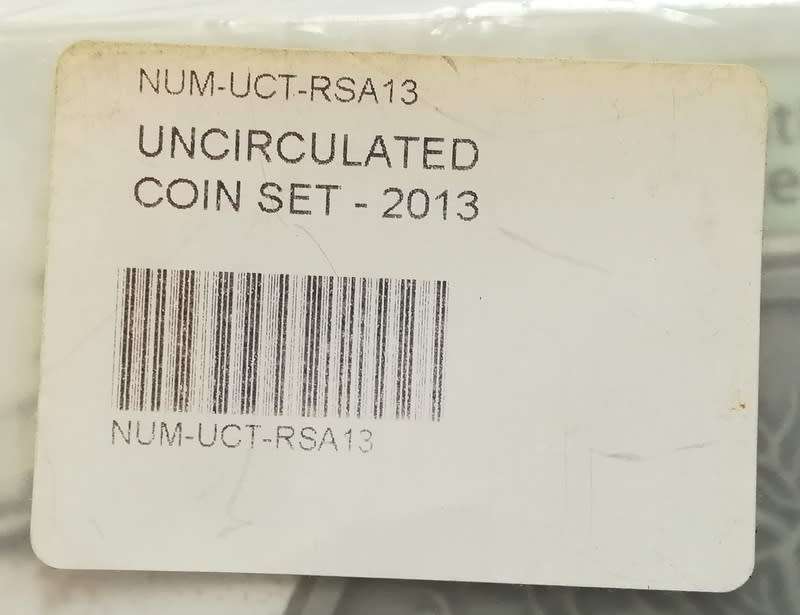 NUM-UCT-RSA13
UNCIRCULATED
COIN SET - 2013
NUM-UCT-RSA13